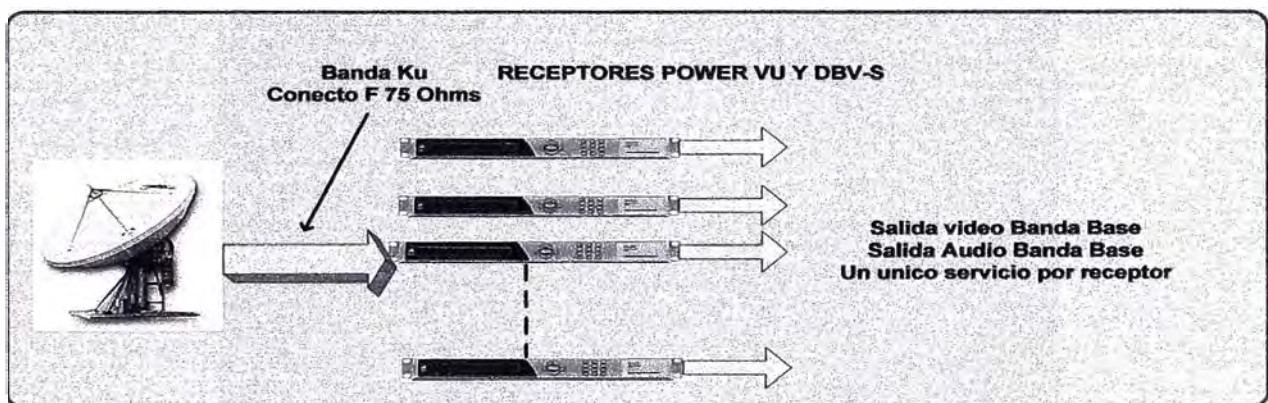 Banda Ku
Conecto F 75 Ohms
RECEPTORES POWER VU Y DBV-S
Salida video Banda Base
Salida Audio Banda Base
Un unico servicio por receptor